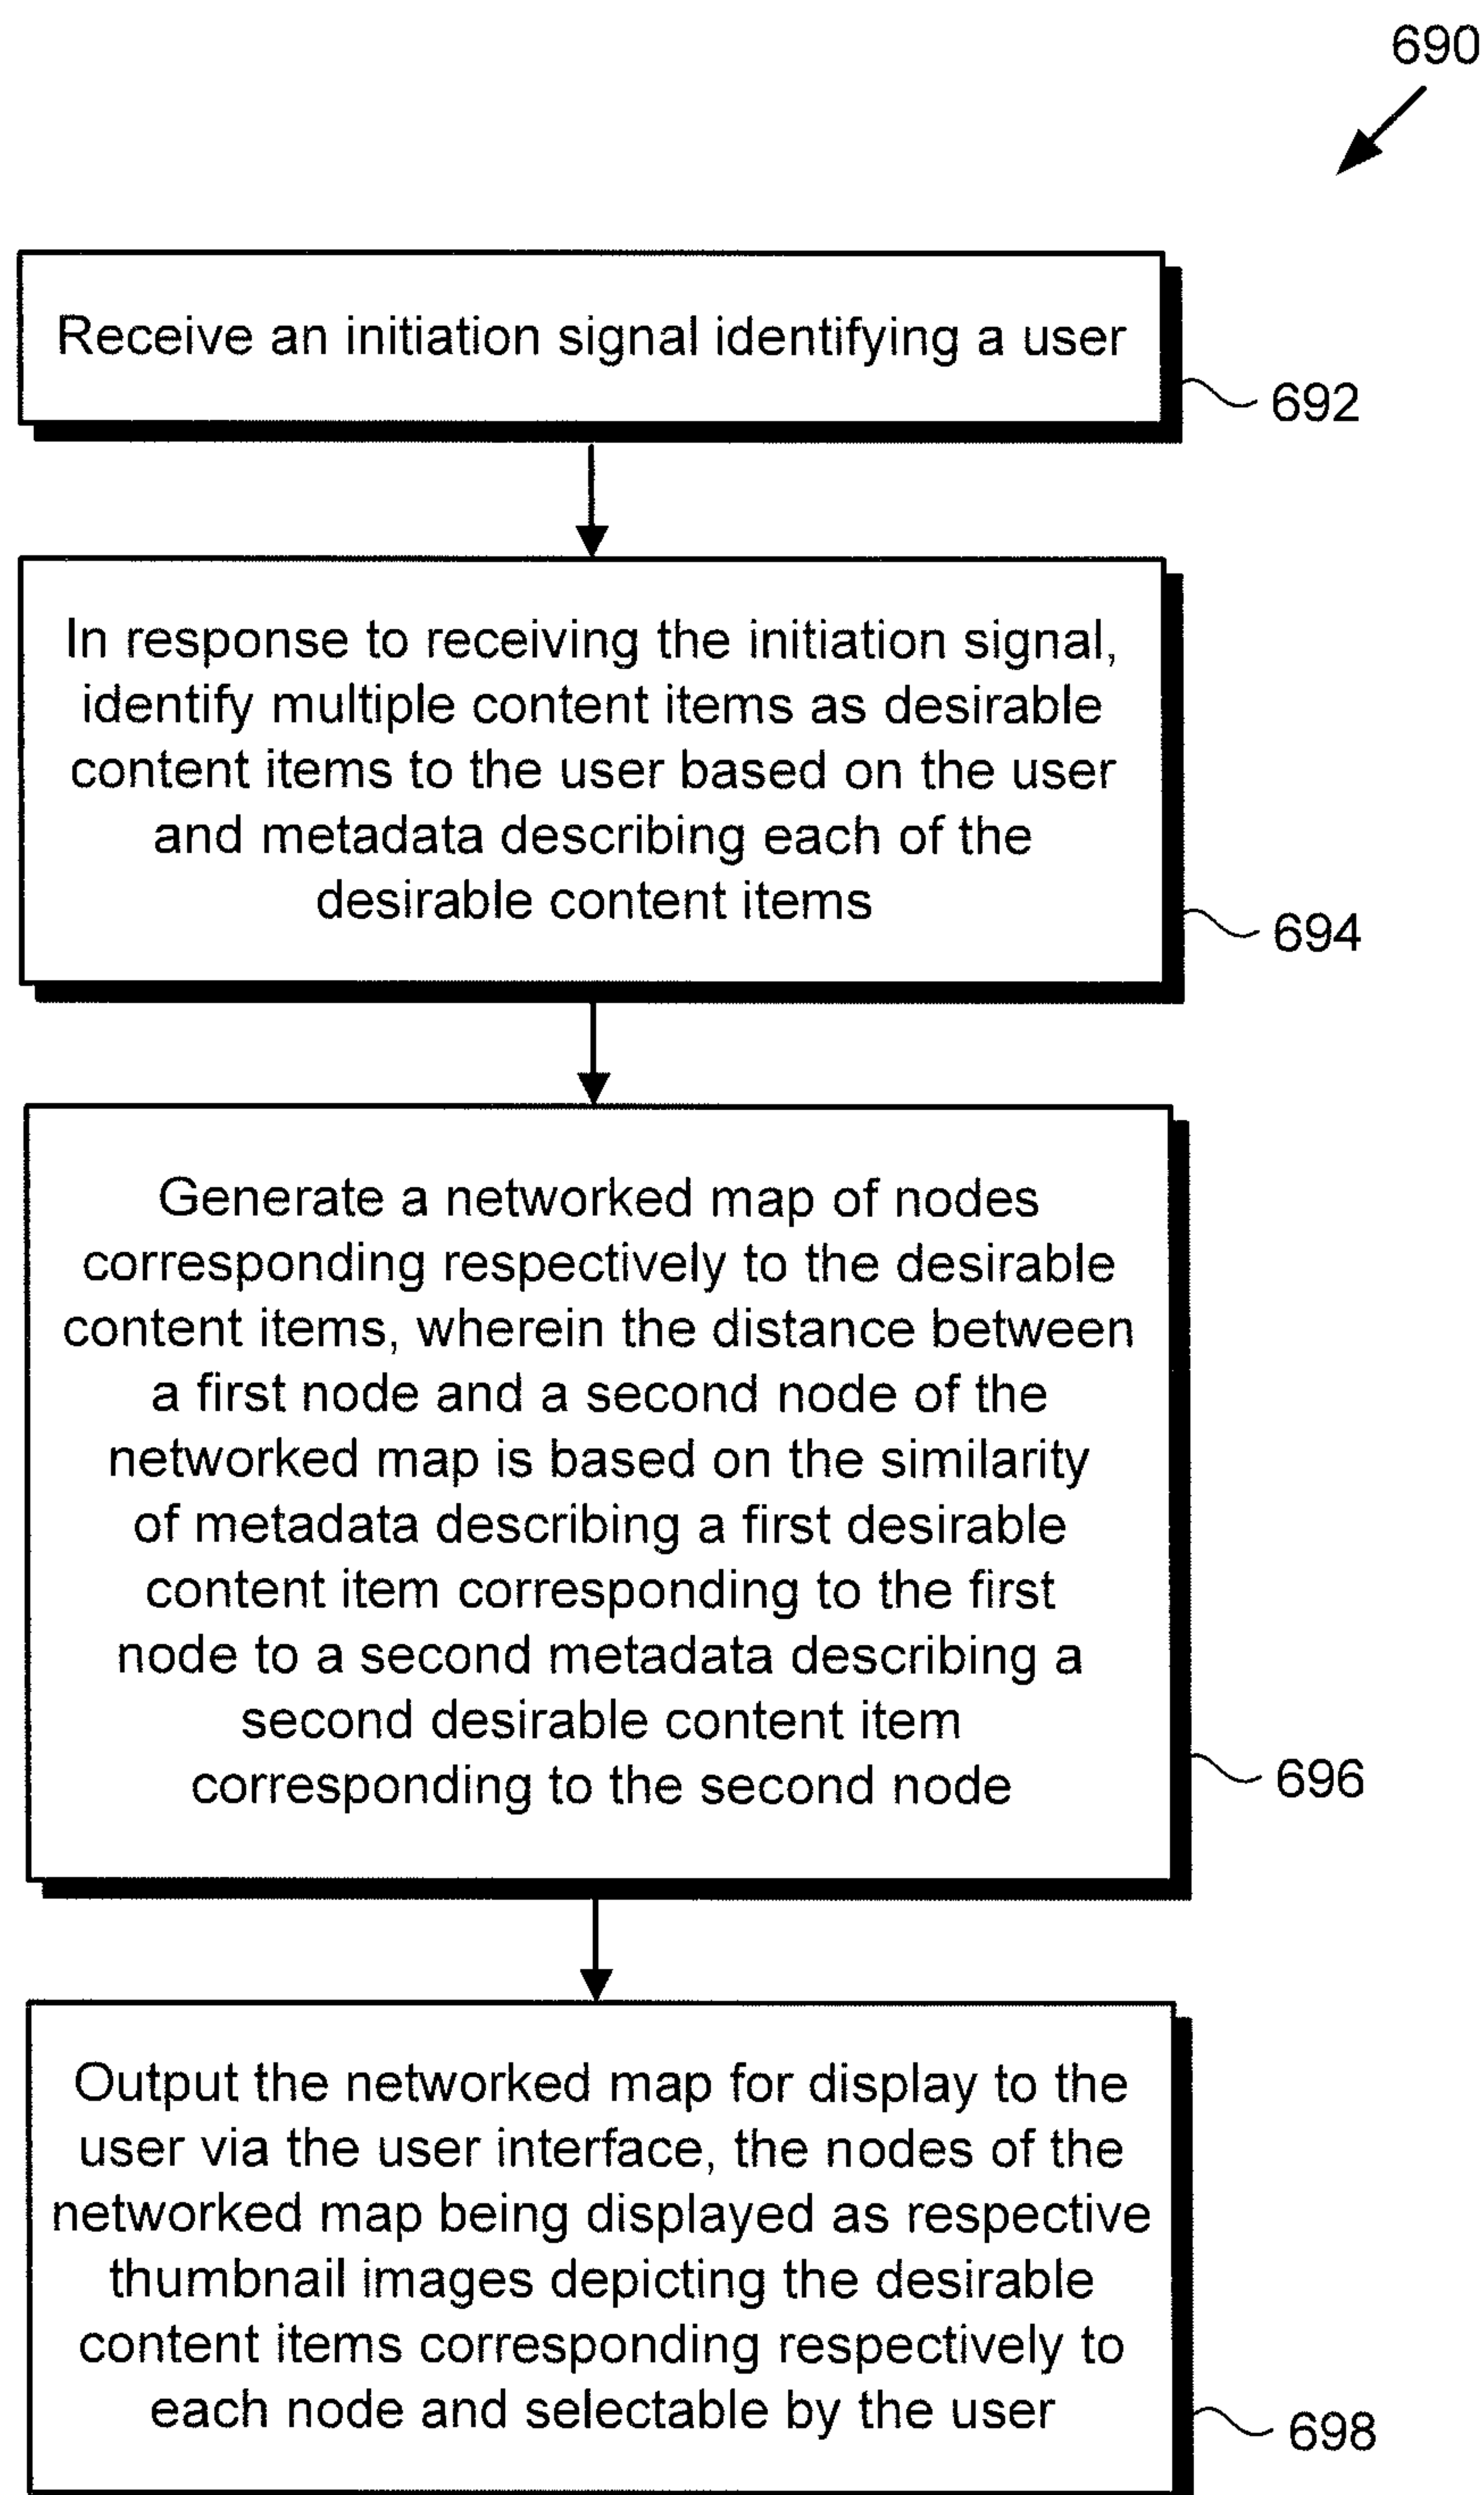 690
Receive an initiation signal identifying a user
692
In response to receiving the initiation signal,
identify multiple content items as desirable
content items to the user based on the user
and metadata describing each of the
desirable content items
694
Generate a networked map of nodes
corresponding respectively to the desirable
content items, wherein the distance between
a first node and a second node of the
networked map is based on the similarity
of metadata describing a first desirable
content item corresponding to the first
node to a second metadata describing a
second desirable content item
corresponding to the second node
696
Output the networked map for display to the
user via the user interface, the nodes of the
networked map being displayed as respective
thumbnail images depicting the desirable
content items corresponding respectively to
each node and selectable by the user
698